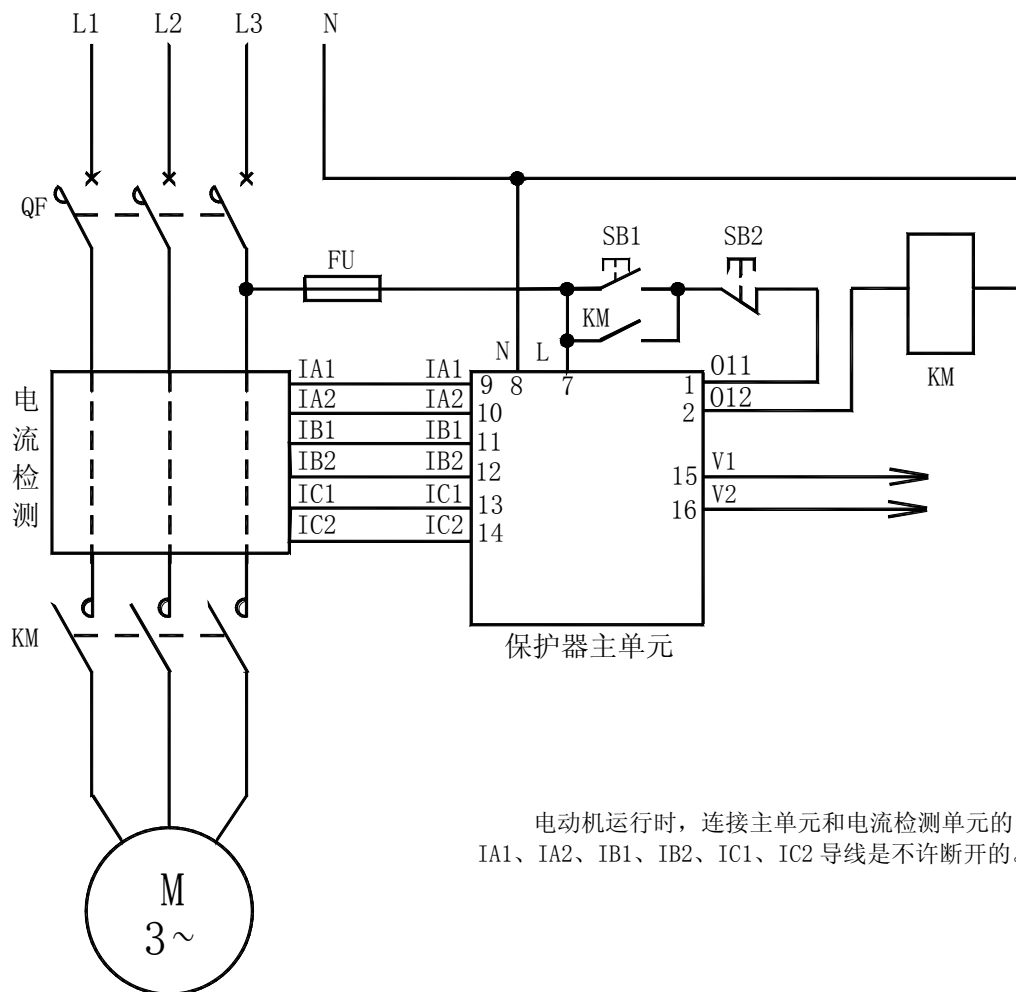 L1 L2 L3 N
QF
FU
SB1 SB2
KM
KM
N L
8 7
电流检测
IA1 IA1 9
IA2 IA2 10
IB1 IB1 11
IB2 IB2 12
IC1 IC1 13
IC2 IC2 14
1 O11
2 O12
15 V1
16 V2
保护器主单元
KM
M
3~
电动机运行时，连接主单元和电流检测单元的
IA1、IA2、IB1、IB2、IC1、IC2 导线是不许断开的。